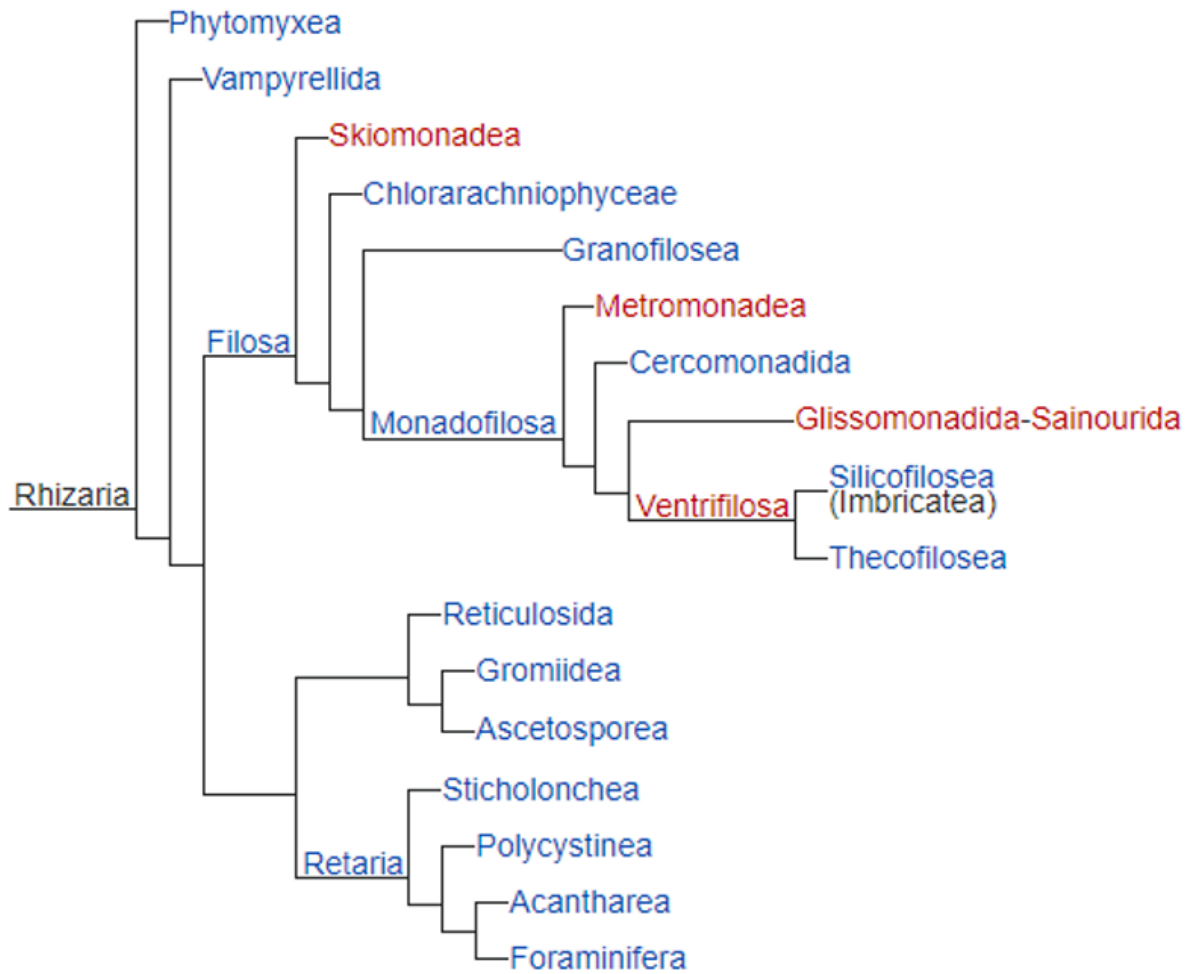 Phytomyxea
Vampyrellida
Skiomonadea
Chlorarachniophyceae
Granofilosea
Metromonadea
Filosa
Cercomonadida
Monadofilosa
Glissomonadida-Sainourida
Silicofilosea
Rhizaria
(Imbricatea)
Ventrifilosa
Thecofilosea
Reticulosida
Gromiidea
Ascetosporea
Sticholonchea
Polycystinea
Retaria
Acantharea
Foraminifera